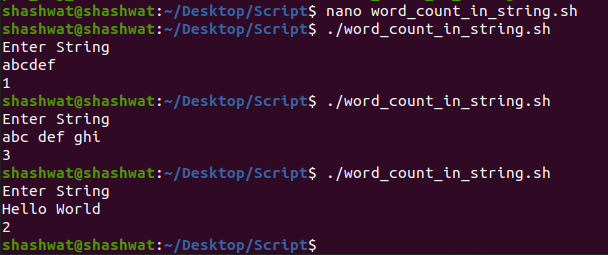 shashwat@shashwat:~/Desktop/Script$ nano word_count_in_string.sh
shashwat@shashwat:~/Desktop/Script$ ./word_count_in_string.sh
Enter String
abcdef
1
shashwat@shashwat:~/Desktop/Script$ ./word_count_in_string.sh
Enter String
abc def ghi
3
shashwat@shashwat:~/Desktop/Script$ ./word_count_in_string.sh
Enter String
Hello World
2
shashwat@shashwat:~/Desktop/Script$